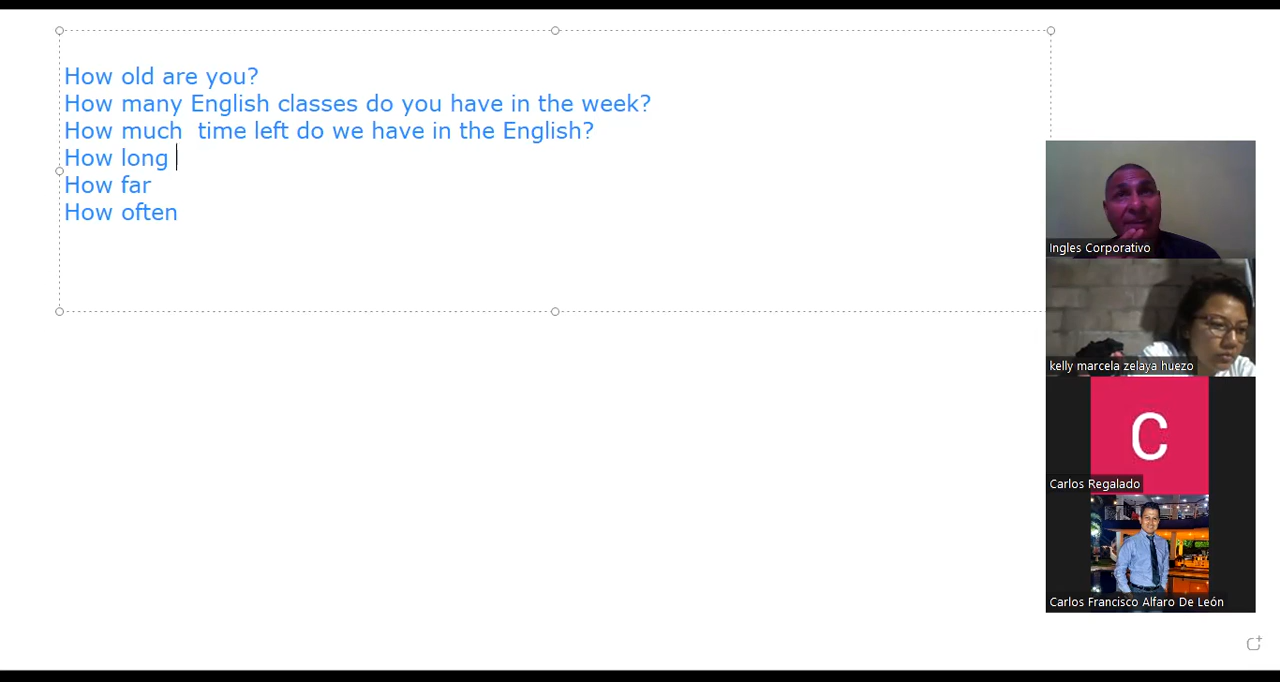 How old are you?
How many English classes do you have in the week?
How much  time left do we have in the English?
How long
How far
How often
Ingles Corporativo
kelly marcela zelaya huezo
C
Carlos Regalado
Carlos Francisco Alfaro De León